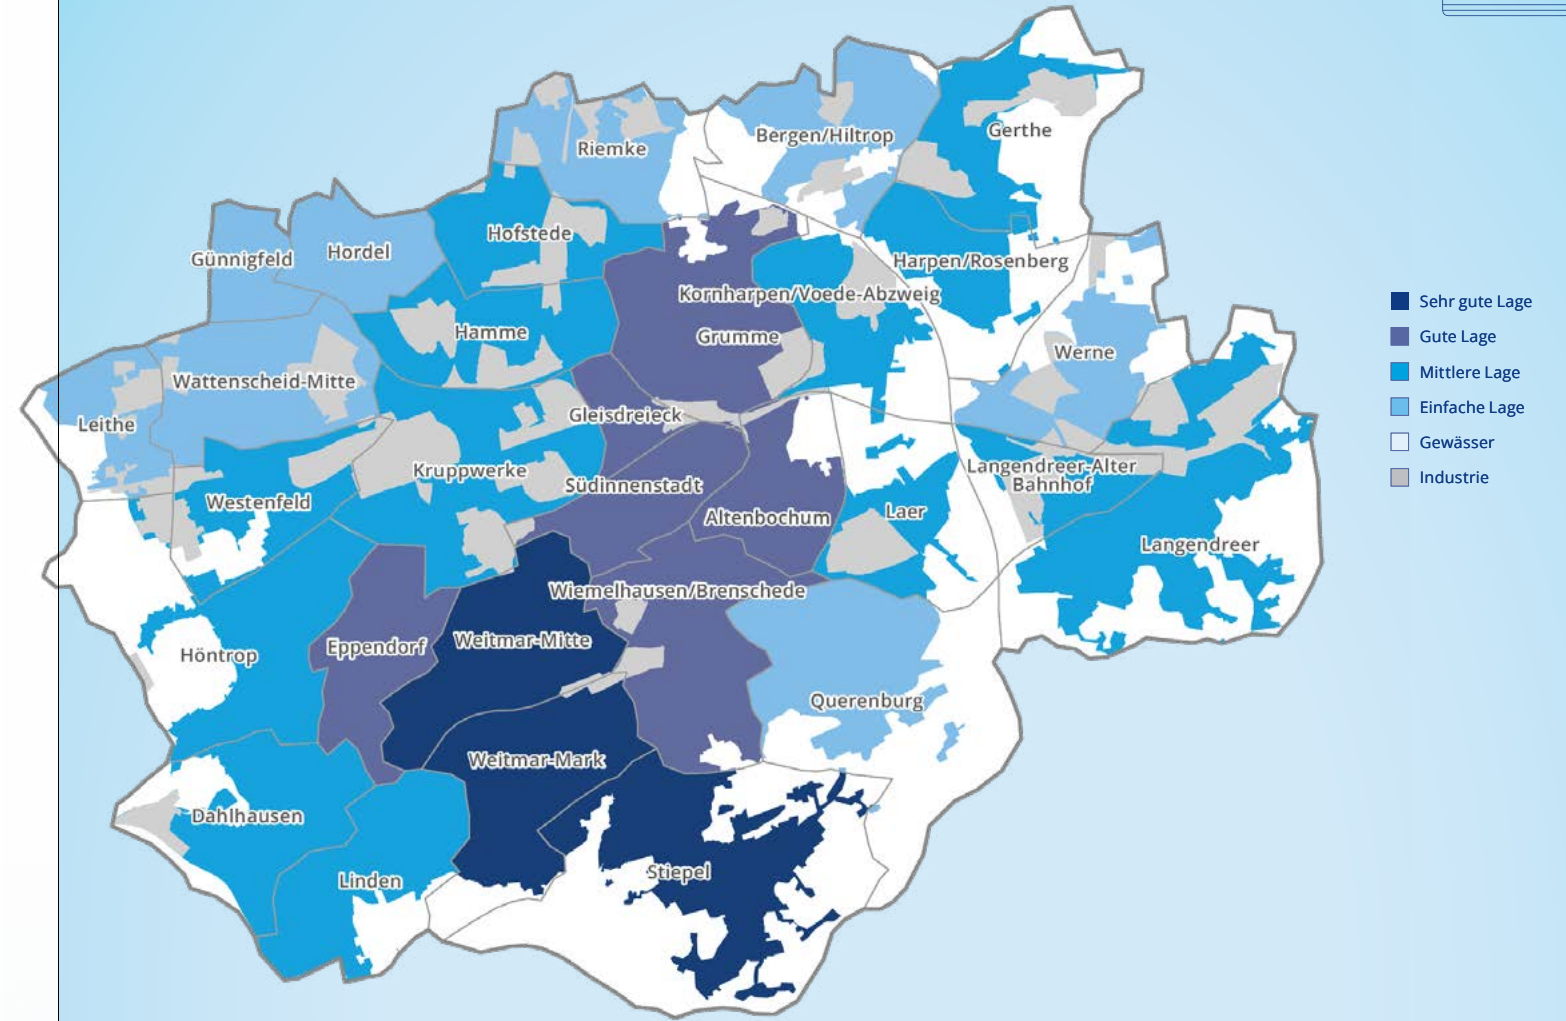 Gerthe
Bergen/Hiltrop
Riemke
Hofstede
Hordel
Günnigfeld
Harpen/Rosenberg
Kornharpen/Voede-Abzweig
Hamme
Grumme
Werne
Wattenscheid-Mitte
Leithe
Gleisdreieck
Kruppwerke
Langendreer-Alter
Bahnhof
Südinnenstadt
Westenfeld
Altenbochum
Laer
Langendreer
Wiemelhausen/Brenschede
Weitmar-Mitte
Eppendorf
Höntrop
Querenburg
Weitmar-Mark
Dahlhausen
Stiepel
Linden
Sehr gute Lage
Gute Lage
Mittlere Lage
Einfache Lage
Gewässer
Industrie